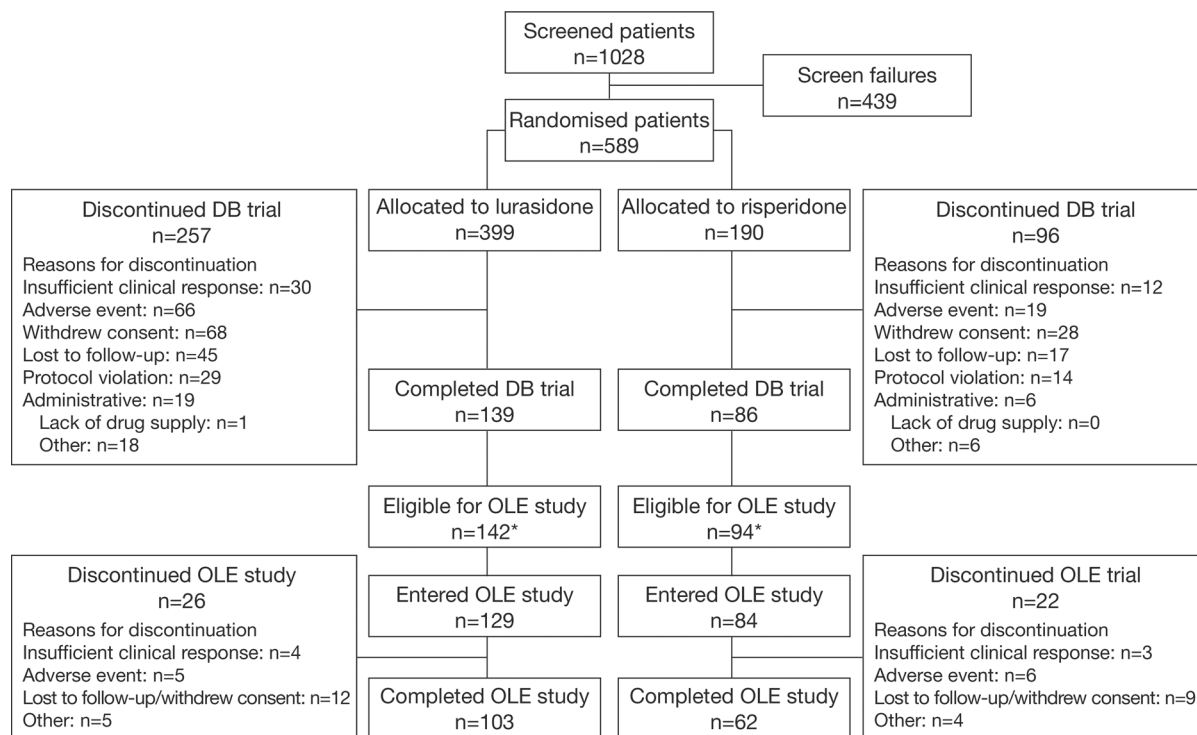 Screened patients
n=1028
Screen failures
n=439
Randomised patients
n=589
Discontinued DB trial
n=257
Reasons for discontinuation
Insufficient clinical response: n=30
Adverse event: n=66
Withdrew consent: n=68
Lost to follow-up: n=45
Protocol violation: n=29
Administrative: n=19
Lack of drug supply: n=1
Other: n=18
Allocated to lurasidone
n=399
Allocated to risperidone
n=190
Discontinued DB trial
n=96
Reasons for discontinuation
Insufficient clinical response: n=12
Adverse event: n=19
Withdrew consent: n=28
Lost to follow-up: n=17
Protocol violation: n=14
Administrative: n=6
Lack of drug supply: n=0
Other: n=6
Completed DB trial
n=139
Completed DB trial
n=86
Eligible for OLE study
n=142*
Eligible for OLE study
n=94*
Discontinued OLE study
n=26
Reasons for discontinuation
Insufficient clinical response: n=4
Adverse event: n=5
Lost to follow-up/withdrew consent: n=12
Other: n=5
Entered OLE study
n=129
Entered OLE study
n=84
Discontinued OLE trial
n=22
Reasons for discontinuation
Insufficient clinical response: n=3
Adverse event: n=6
Lost to follow-up/withdrew consent: n=9
Other: n=4
Completed OLE study
n=103
Completed OLE study
n=62